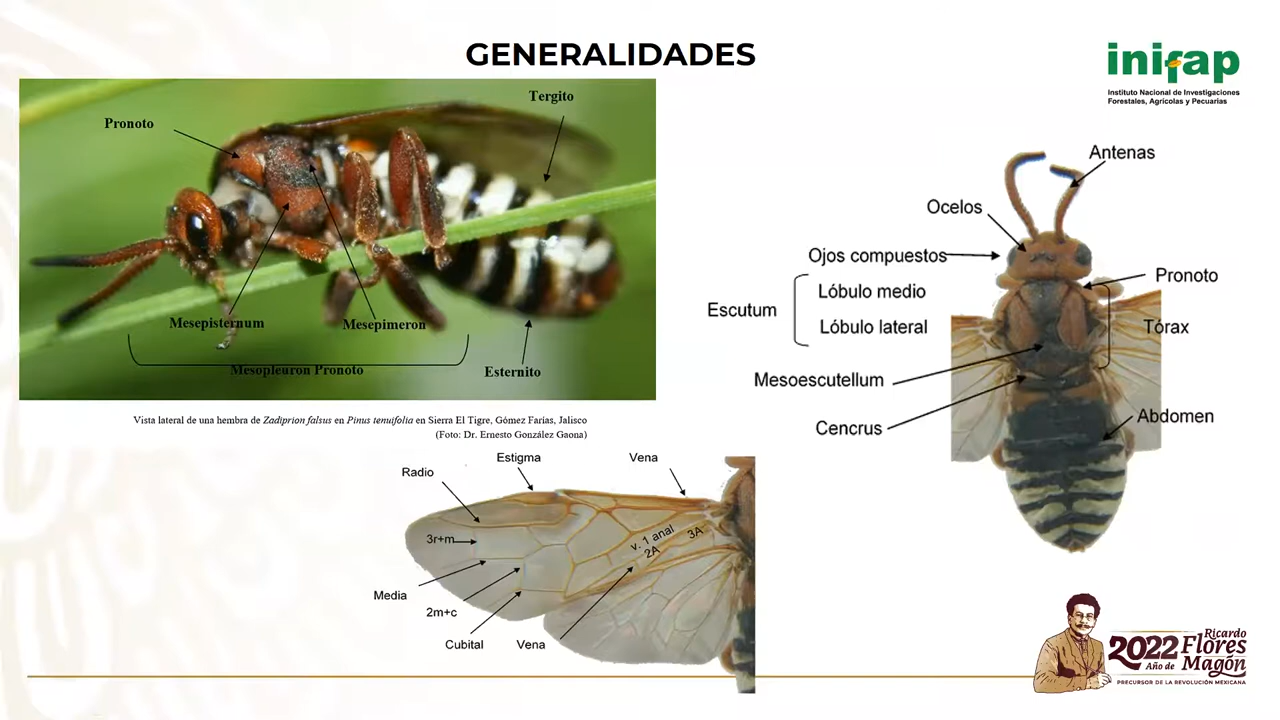 GENERALIDADES
inifap
Instituto Nacional de Investigaciones
Forestales, Agrícolas y Pecuarias
Tergito
Pronoto
Mesepisternum
Mesepimeron
Mesopleuron Pronoto
Esternito
Vista lateral de una hembra de Zadiprion falsus en Pinus tenuifolia en Sierra El Tigre, Gómez Farías, Jalisco
(Foto: Dr. Ernesto González Gaona)
Antenas
Ocelos
Ojos compuestos
Pronoto
Lóbulo medio
Escutum
Lóbulo lateral
Tórax
Mesoescutellum
Abdomen
Cencrus
Estigma
Vena
Radio
3r+m
v. 1 anal
2A
3A
Media
2m+c
Cubital
Vena
2022
Año de
Ricardo
Flores
Magón
PRECURSOR DE LA REVOLUCIÓN MEXICANA